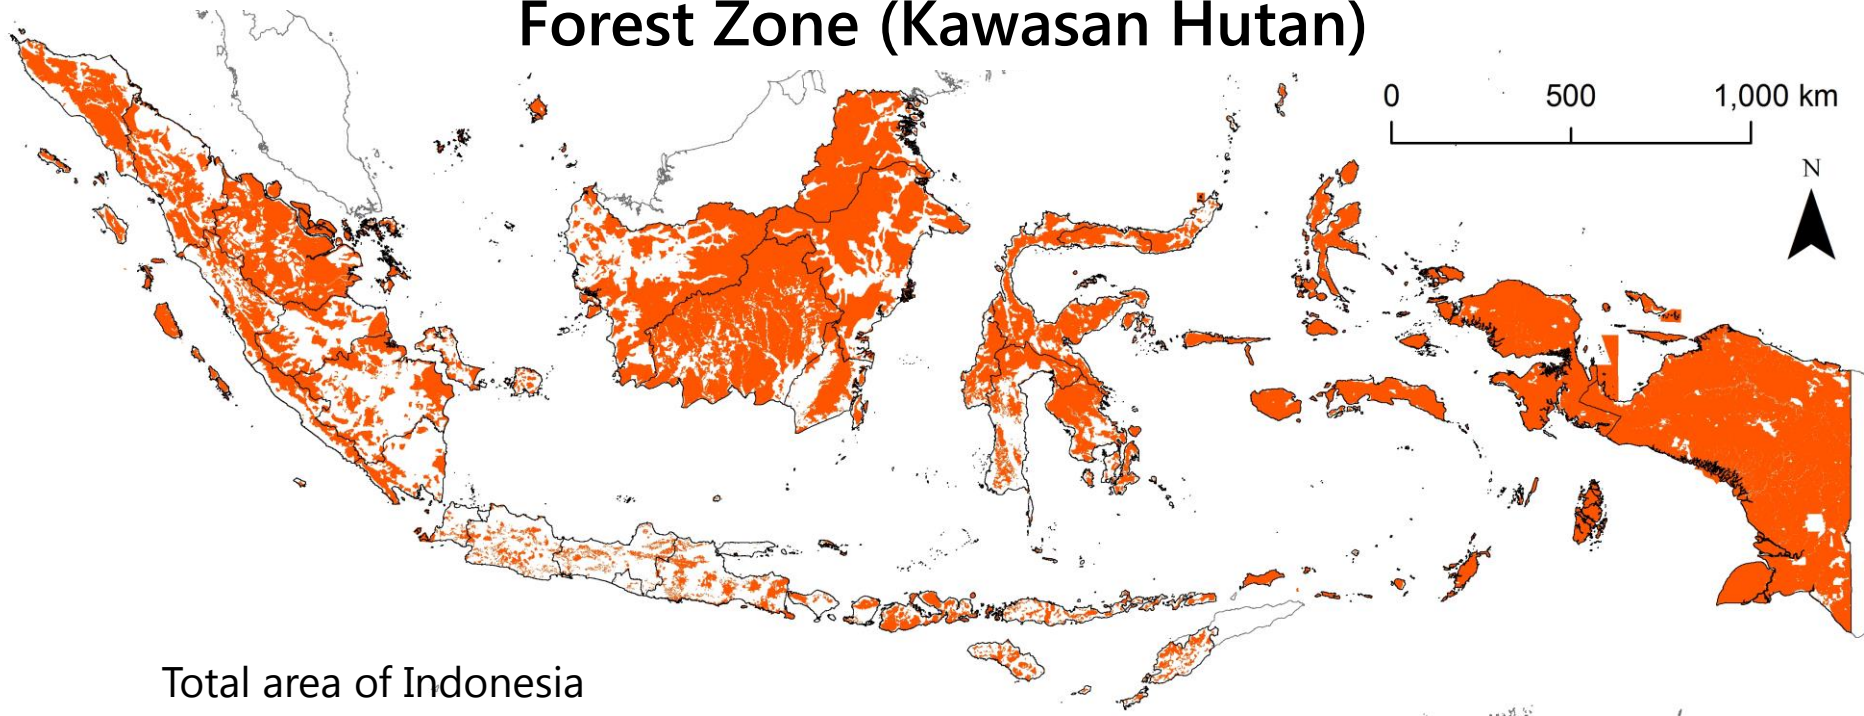 Forest Zone (Kawasan Hutan)
0 500 1,000 km
N
Total area of Indonesia